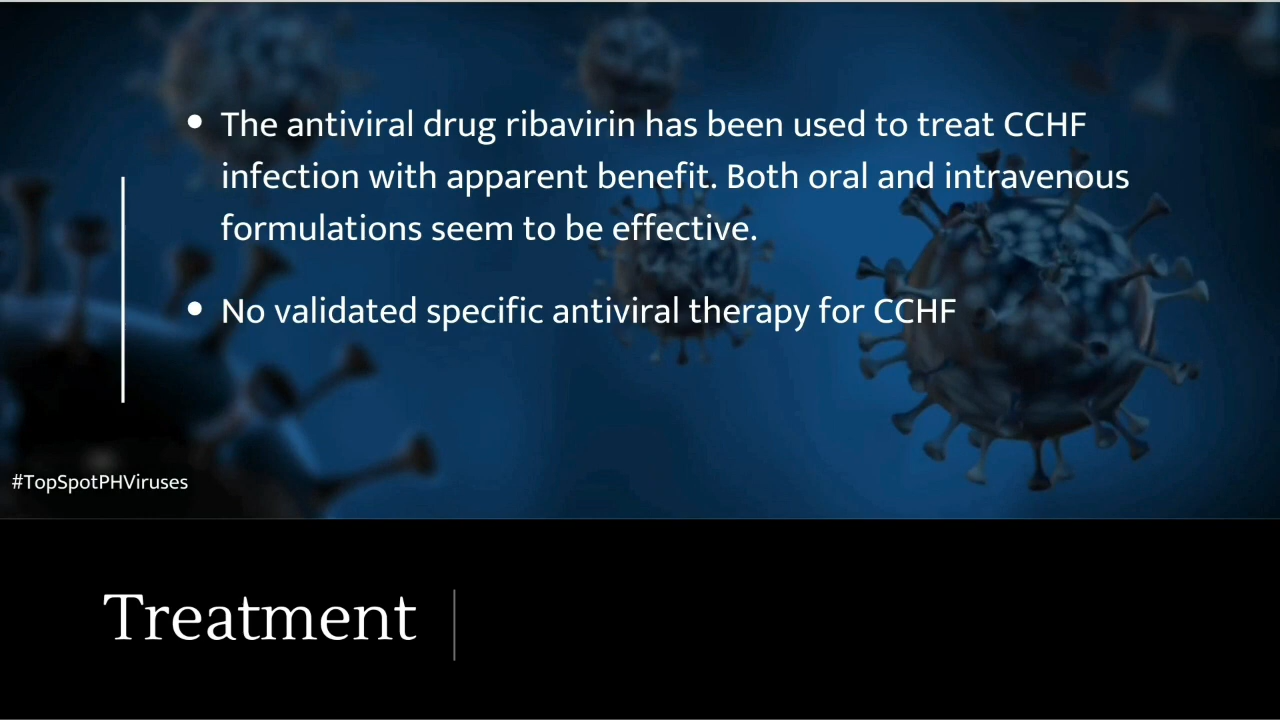 • The antiviral drug ribavirin has been used to treat CCHF
infection with apparent benefit. Both oral and intravenous
formulations seem to be effective.
• No validated specific antiviral therapy for CCHF
#TopSpotPHViruses
Treatment